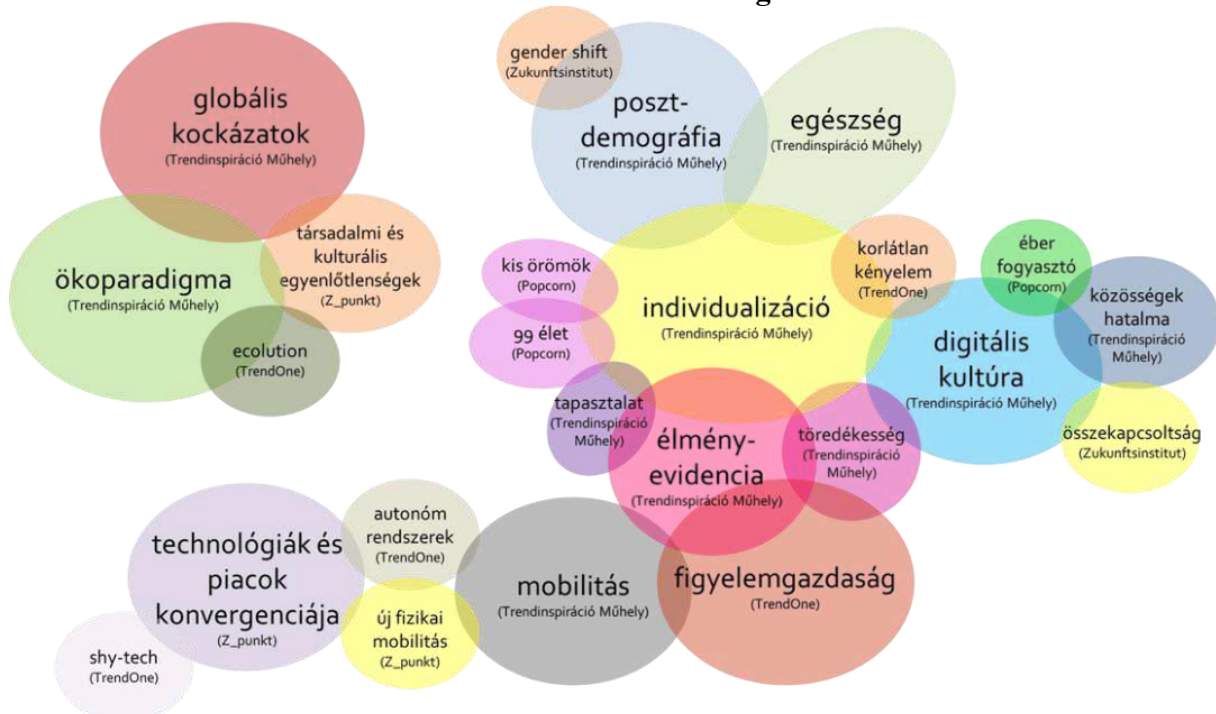 gender shift
(Zukunftsinstitut)
globális
kockázatok
(Trendinspiráció Műhely)
poszt-
demográfia
(Trendinspiráció Műhely)
egészség
(Trendinspiráció Műhely)
társadalmi és
kulturális
egyenlőtlenségek
(Z_punkt)
ökoparadigma
(Trendinspiráció Műhely)
ecolution
(TrendOne)
kis örömök
(Popcorn)
99 élet
(Popcorn)
individualizáció
(Trendinspiráció Műhely)
korlátlan
kényelem
(TrendOne)
éber
fogyasztó
(Popcorn)
közösségek
hatalma
(Trendinspiráció
Műhely)
digitális
kultúra
(Trendinspiráció Műhely)
összekapcsoltság
(Zukunftsinstitut)
tapasztalat
(Trendinspiráció
Műhely)
élmény-
evidencia
(Trendinspiráció Műhely)
töredékesség
(Trendinspiráció
Műhely)
technológiák és
piacok
konvergenciája
(Z_punkt)
autonóm
rendszerek
(TrendOne)
új fizikai
mobilitás
(Z_punkt)
mobilitás
(Trendinspiráció Műhely)
figyelemgazdaság
(TrendOne)
shy-tech
(TrendOne)